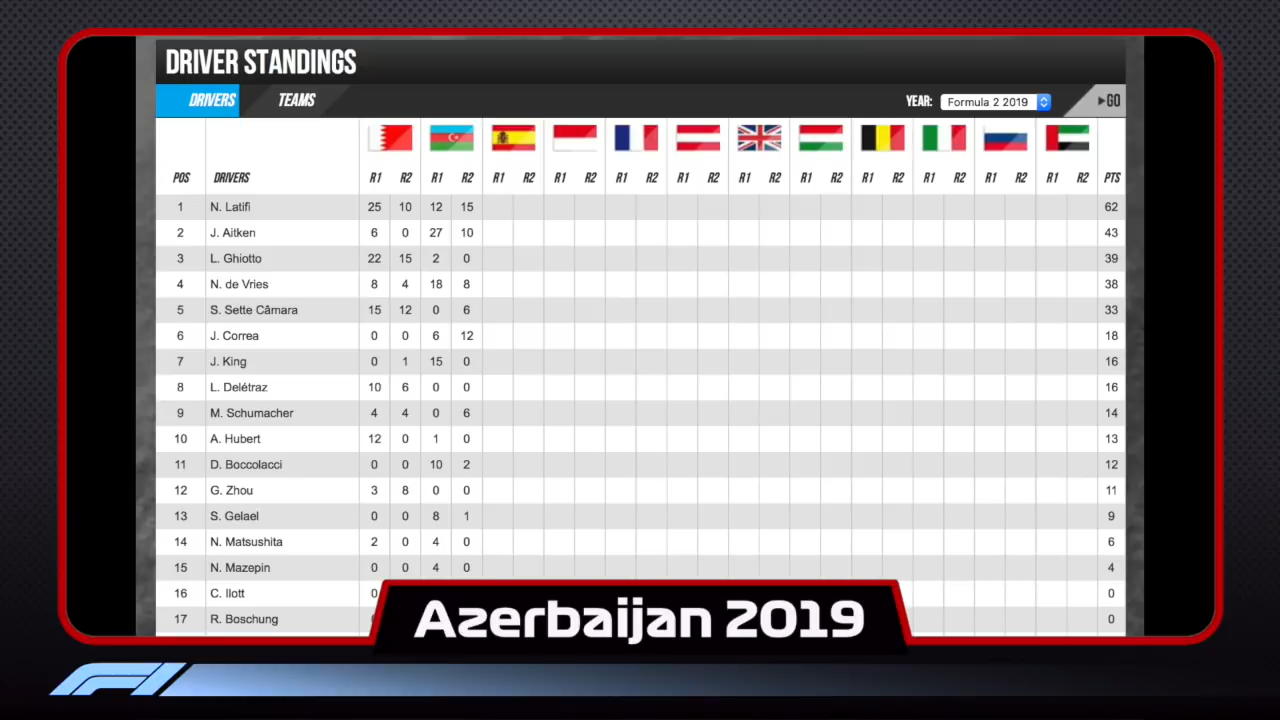 DRIVER STANDINGS
DRIVERS TEAMS YEAR: Formula 2 2019 ▸GO
POS DRIVERS R1 R2 R1 R2 R1 R2 R1 R2 R1 R2 R1 R2 R1 R2 R1 R2 R1 R2 R1 R2 R1 R2 R1 R2 PTS
1 N. Latifi 25 10 12 15 62
2 J. Aitken 6 0 27 10 43
3 L. Ghiotto 22 15 2 0 39
4 N. de Vries 8 4 18 8 38
5 S. Sette Câmara 15 12 0 6 33
6 J. Correa 0 0 6 12 18
7 J. King 0 1 15 0 16
8 L. Delétraz 10 6 0 0 16
9 M. Schumacher 4 4 0 6 14
10 A. Hubert 12 0 1 0 13
11 D. Boccolacci 0 0 10 2 12
12 G. Zhou 3 8 0 0 11
13 S. Gelael 0 0 8 1 9
14 N. Matsushita 2 0 4 0 6
15 N. Mazepin 0 0 4 0 4
16 C. Ilott 0 0
17 R. Boschung 0
Azerbaijan 2019
F1